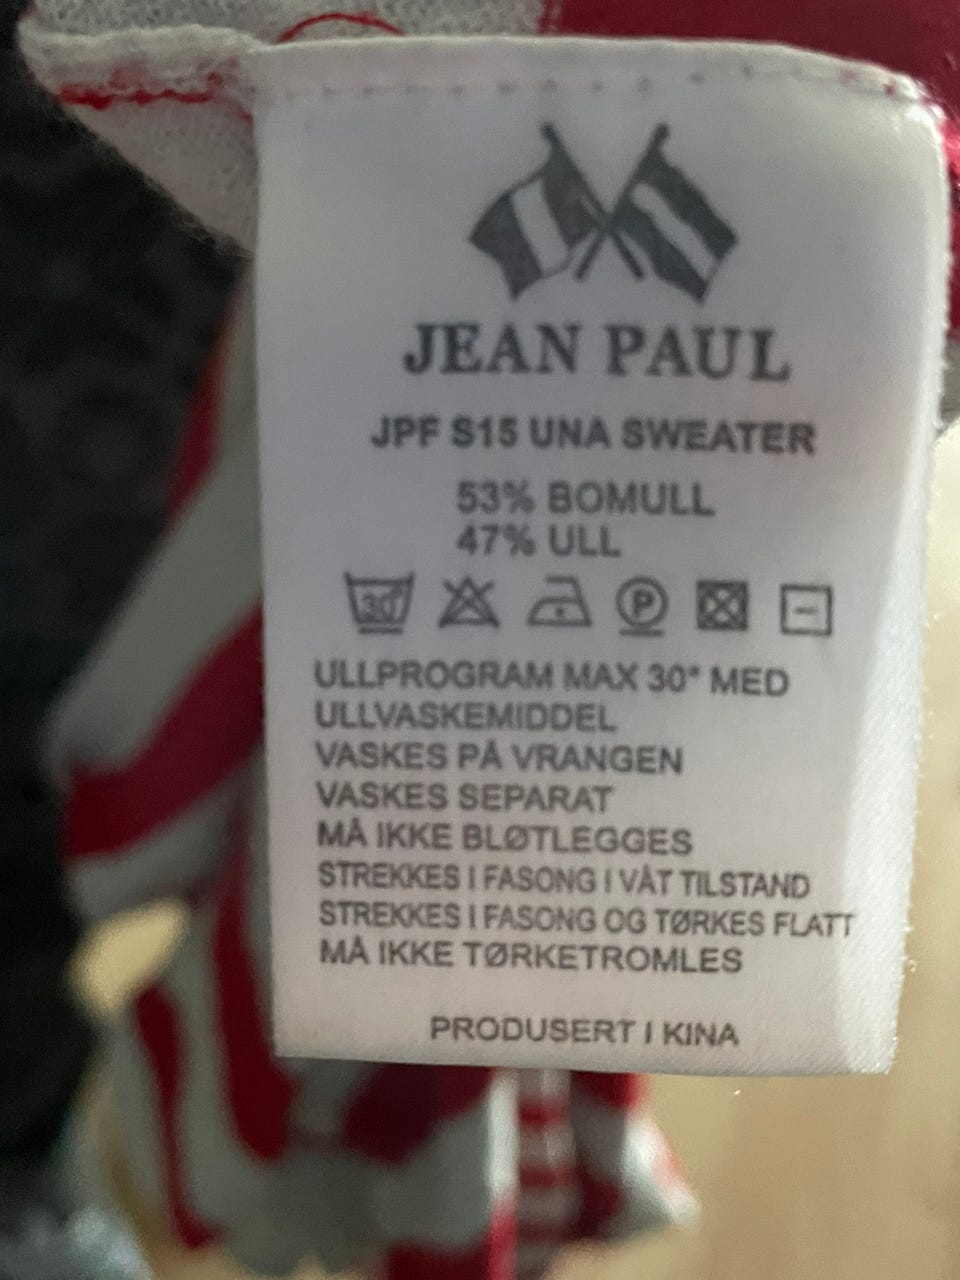 JEAN PAUL
JPF S15 UNA SWEATER
53% BOMULL
47% ULL
30° P
ULLPROGRAM MAX 30° MED
ULLVASKEMIDDEL
VASKES PÅ VRANGEN
VASKES SEPARAT
MÅ IKKE BLØTLEGGES
STREKKES I FASONG I VÅT TILSTAND
STREKKES I FASONG OG TØRKES FLATT
MÅ IKKE TØRKETROMLES
PRODUSERT I KINA